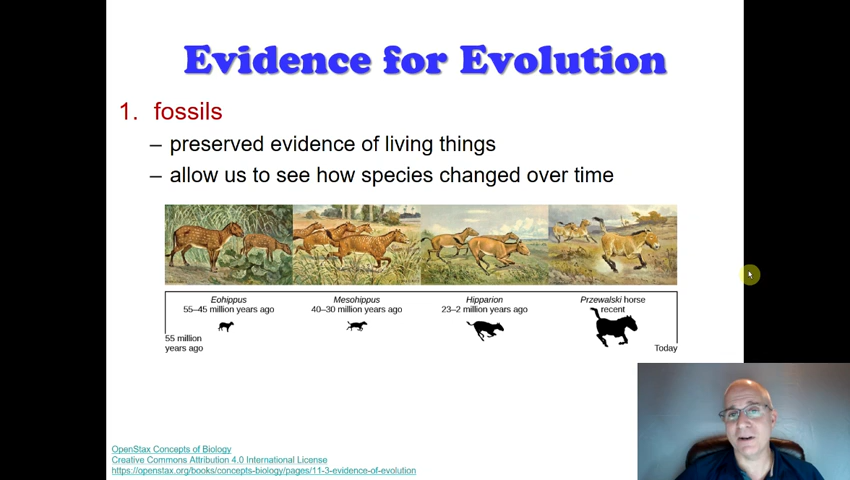 Evidence for Evolution
1. fossils
– preserved evidence of living things
– allow us to see how species changed over time
Eohippus
55–45 million years ago
Mesohippus
40–30 million years ago
Hipparion
23–2 million years ago
Przewalski horse
recent
55 million
years ago
Today
OpenStax Concepts of Biology
Creative Commons Attribution 4.0 International License
https://openstax.org/books/concepts-biology/pages/11-3-evidence-of-evolution